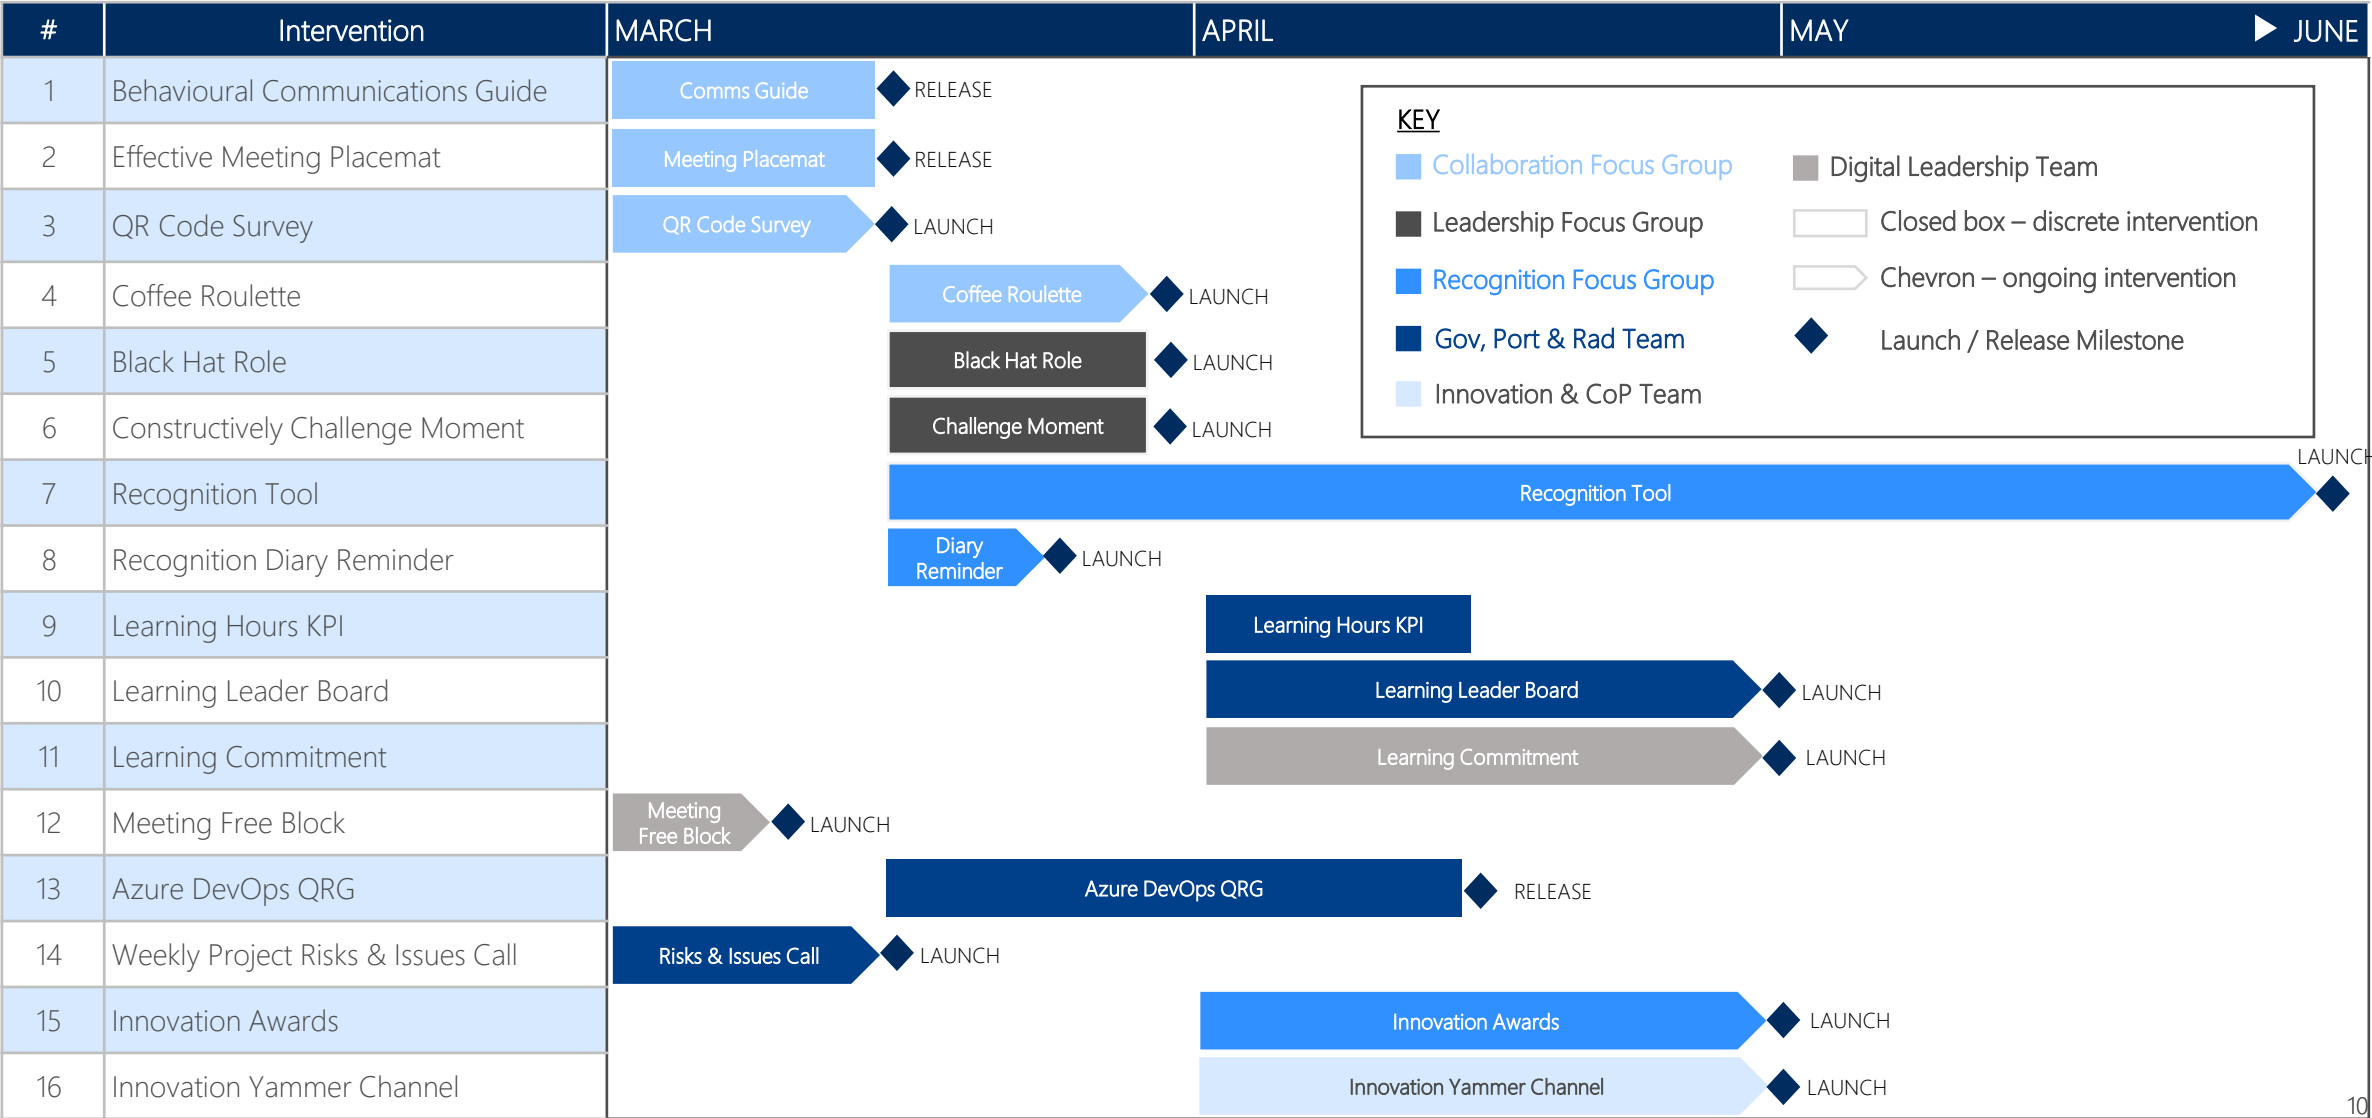 # Intervention MARCH APRIL MAY JUNE
1 Behavioural Communications Guide Comms Guide RELEASE
2 Effective Meeting Placemat Meeting Placemat RELEASE
3 QR Code Survey QR Code Survey LAUNCH
4 Coffee Roulette Coffee Roulette LAUNCH
5 Black Hat Role Black Hat Role LAUNCH
6 Constructively Challenge Moment Challenge Moment LAUNCH
7 Recognition Tool Recognition Tool LAUNCH
8 Recognition Diary Reminder Diary
Reminder LAUNCH
9 Learning Hours KPI Learning Hours KPI
10 Learning Leader Board Learning Leader Board LAUNCH
11 Learning Commitment Learning Commitment LAUNCH
12 Meeting Free Block Meeting
Free Block LAUNCH
13 Azure DevOps QRG Azure DevOps QRG RELEASE
14 Weekly Project Risks & Issues Call Risks & Issues Call LAUNCH
15 Innovation Awards Innovation Awards LAUNCH
16 Innovation Yammer Channel Innovation Yammer Channel LAUNCH
KEY
Collaboration Focus Group
Leadership Focus Group
Recognition Focus Group
Gov, Port & Rad Team
Innovation & CoP Team
Digital Leadership Team
Closed box – discrete intervention
Chevron – ongoing intervention
Launch / Release Milestone
10